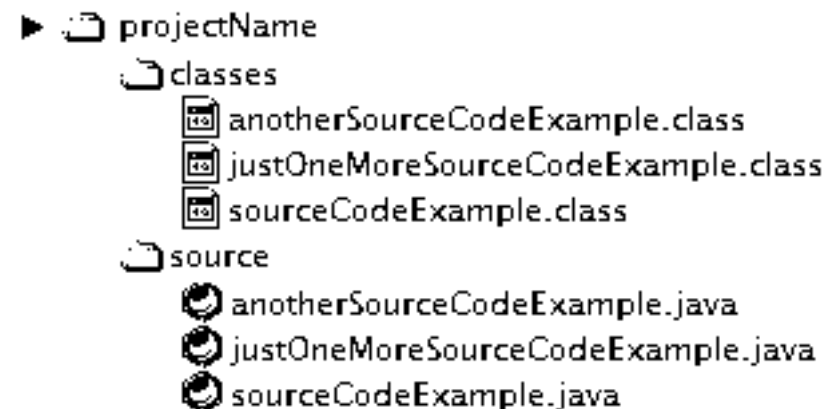 projectName
classes
anotherSourceCodeExample.class
justOneMoreSourceCodeExample.class
sourceCodeExample.class
source
anotherSourceCodeExample.java
justOneMoreSourceCodeExample.java
sourceCodeExample.java